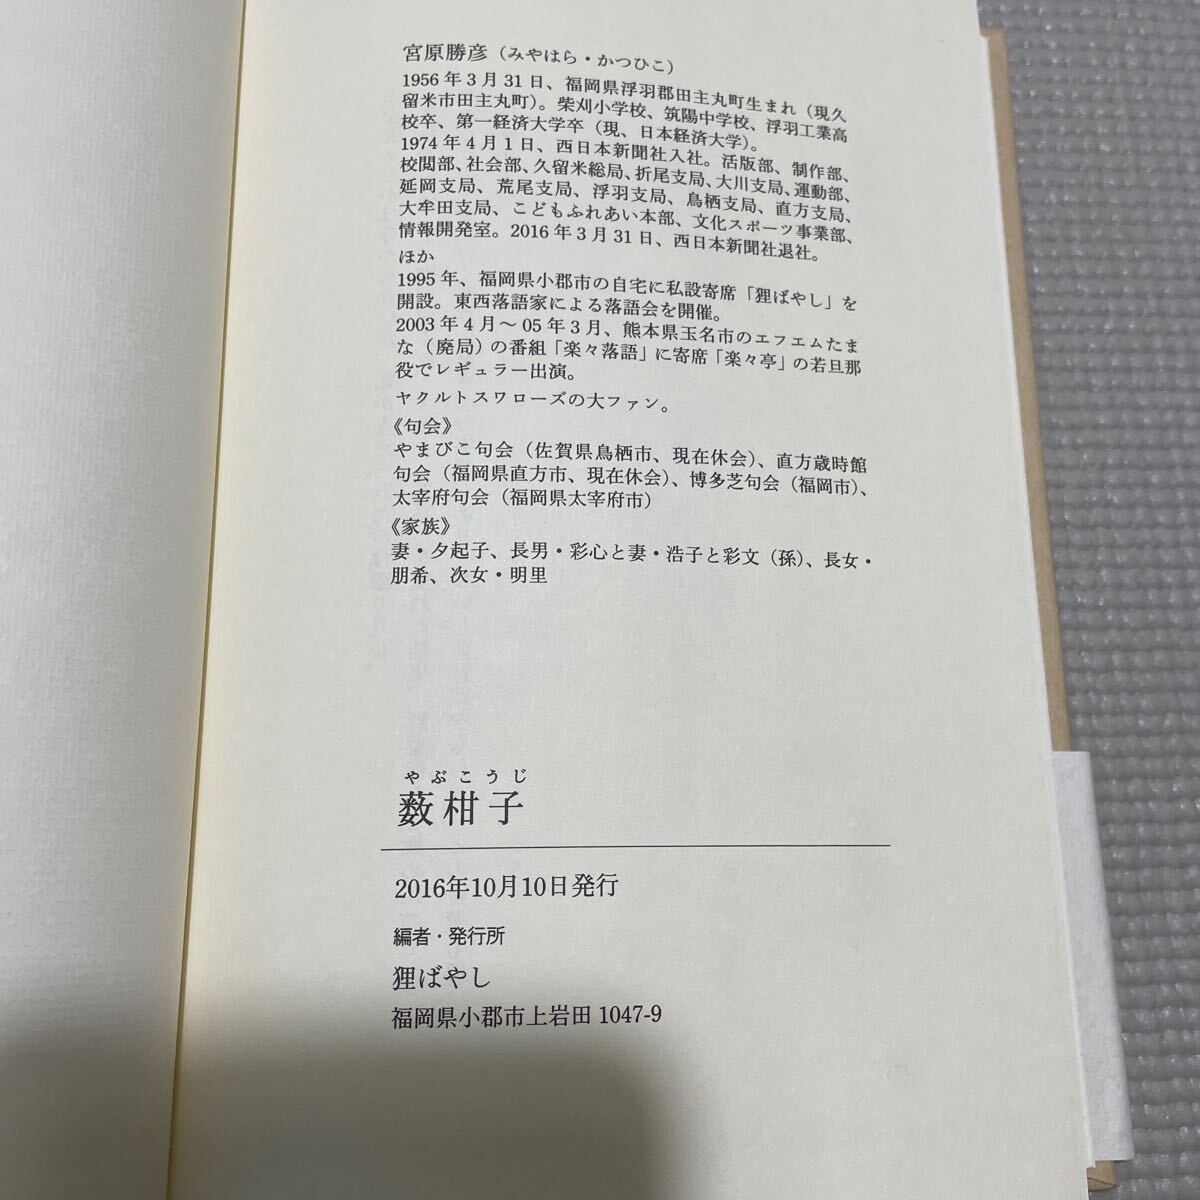 宮原勝彦（みやはら・かつひこ）
1956年3月31日、福岡県浮羽郡田主丸町生まれ（現久
留米市田主丸町）。柴刈小学校、筑陽中学校、浮羽工業高
校卒、第一経済大学卒（現、日本経済大学）。
1974年4月1日、西日本新聞社入社。活版部、制作部、
校閲部、社会部、久留米総局、折尾支局、大川支局、運動部、
延岡支局、荒尾支局、浮羽支局、鳥栖支局、直方支局、
大牟田支局、こどもふれあい本部、文化スポーツ事業部、
情報開発室。2016年3月31日、西日本新聞社退社。
ほか
1995年、福岡県小郡市の自宅に私設寄席「狸ばやし」を
開設。東西落語家による落語会を開催。
2003年4月～05年3月、熊本県玉名市のエフエムたま
な（廃局）の番組「楽々落語」に寄席「楽々亭」の若旦那
役でレギュラー出演。
ヤクルトスワローズの大ファン。
《句会》
やまびこ句会（佐賀県鳥栖市、現在休会）、直方歳時館
句会（福岡県直方市、現在休会）、博多芝句会（福岡市）、
太宰府句会（福岡県太宰府市）
《家族》
妻・夕起子、長男・彩心と妻・浩子と彩文（孫）、長女・
朋希、次女・明里
やぶこうじ
薮柑子
2016年10月10日発行
編者・発行所
狸ばやし
福岡県小郡市上岩田1047-9